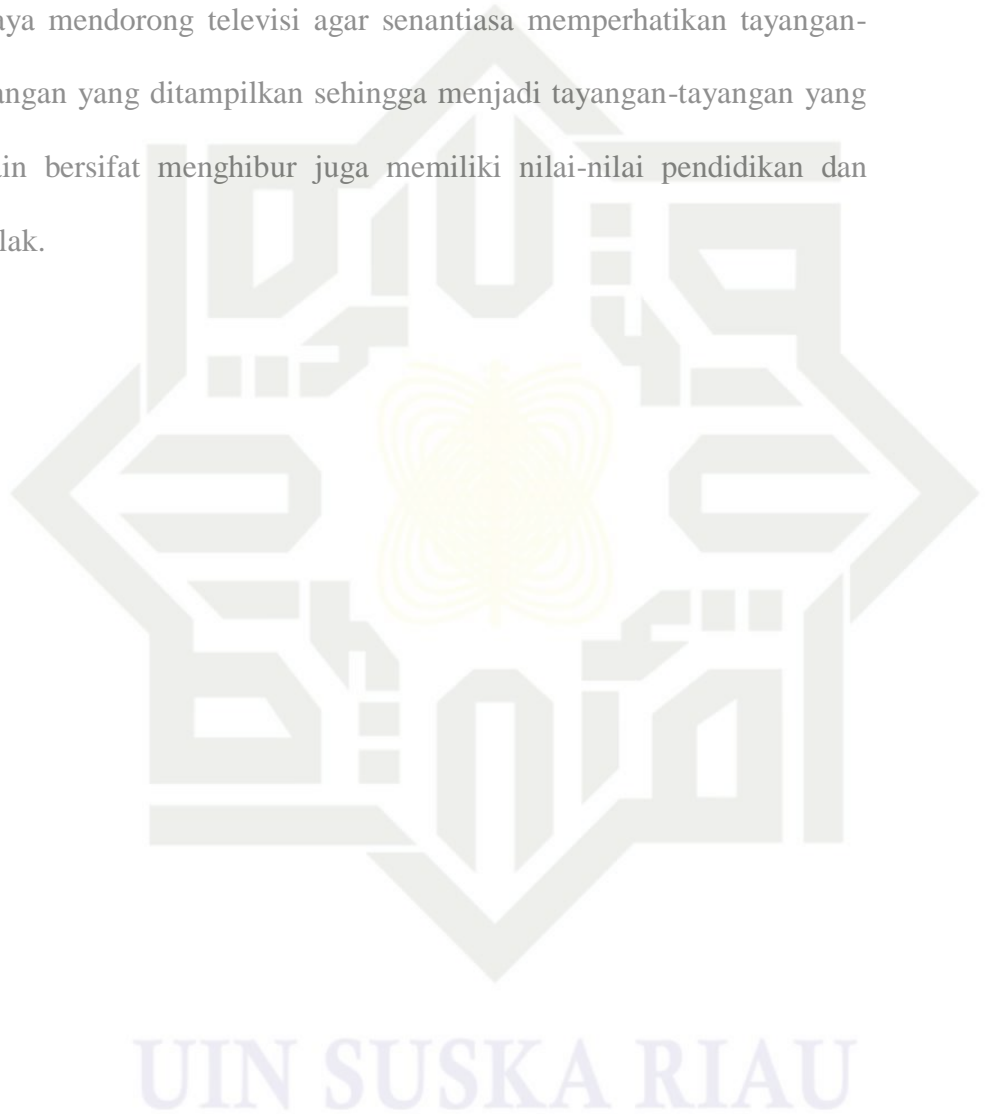 aya mendorong televisi agar senantiasa memperhatikan tayangan-
angan yang ditampilkan sehingga menjadi tayangan-tayangan yang
in bersifat menghibur juga memiliki nilai-nilai pendidikan dan
lak.
UIN SUSKA RIAU